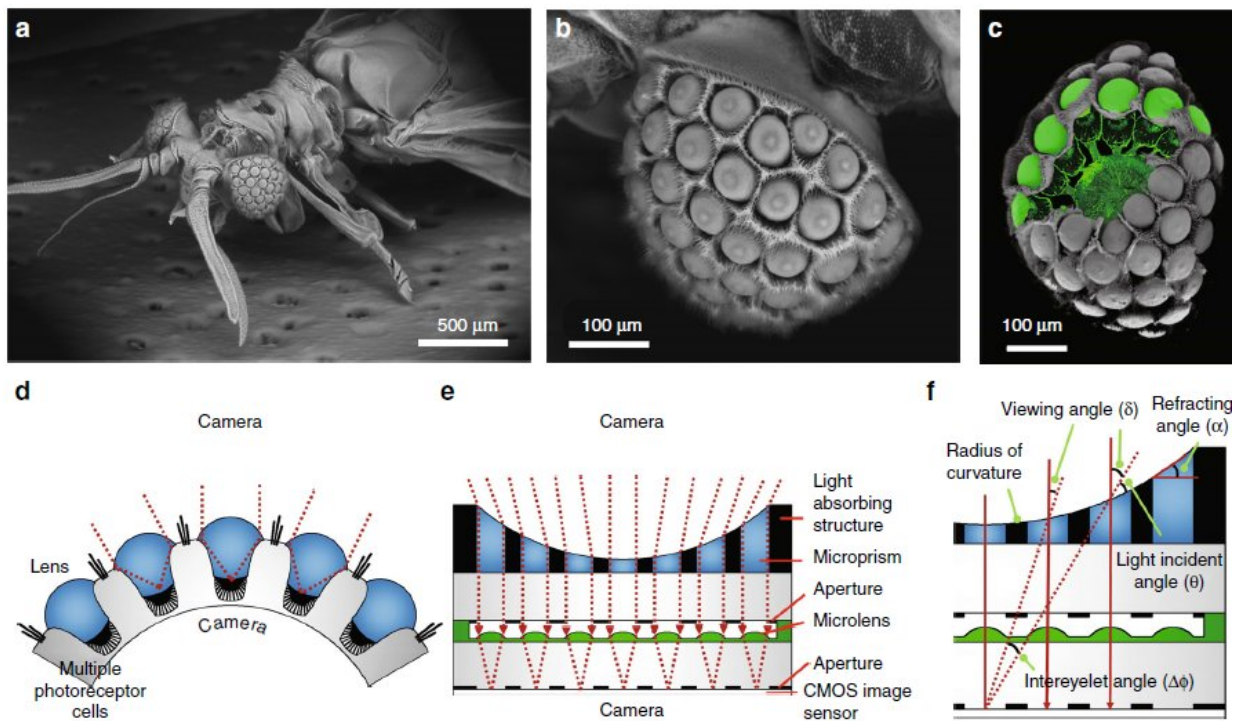 a
500 µm
b
100 µm
c
100 µm
d
Camera
Lens
Camera
Multiple
photoreceptor
cells
e
Camera
Light
absorbing
structure
Microprism
Aperture
Microlens
Aperture
CMOS image
sensor
Camera
f
Viewing angle (δ)
Refracting
angle (α)
Radius of
curvature
Light incident
angle (θ)
Intereyelet angle (Δϕ)